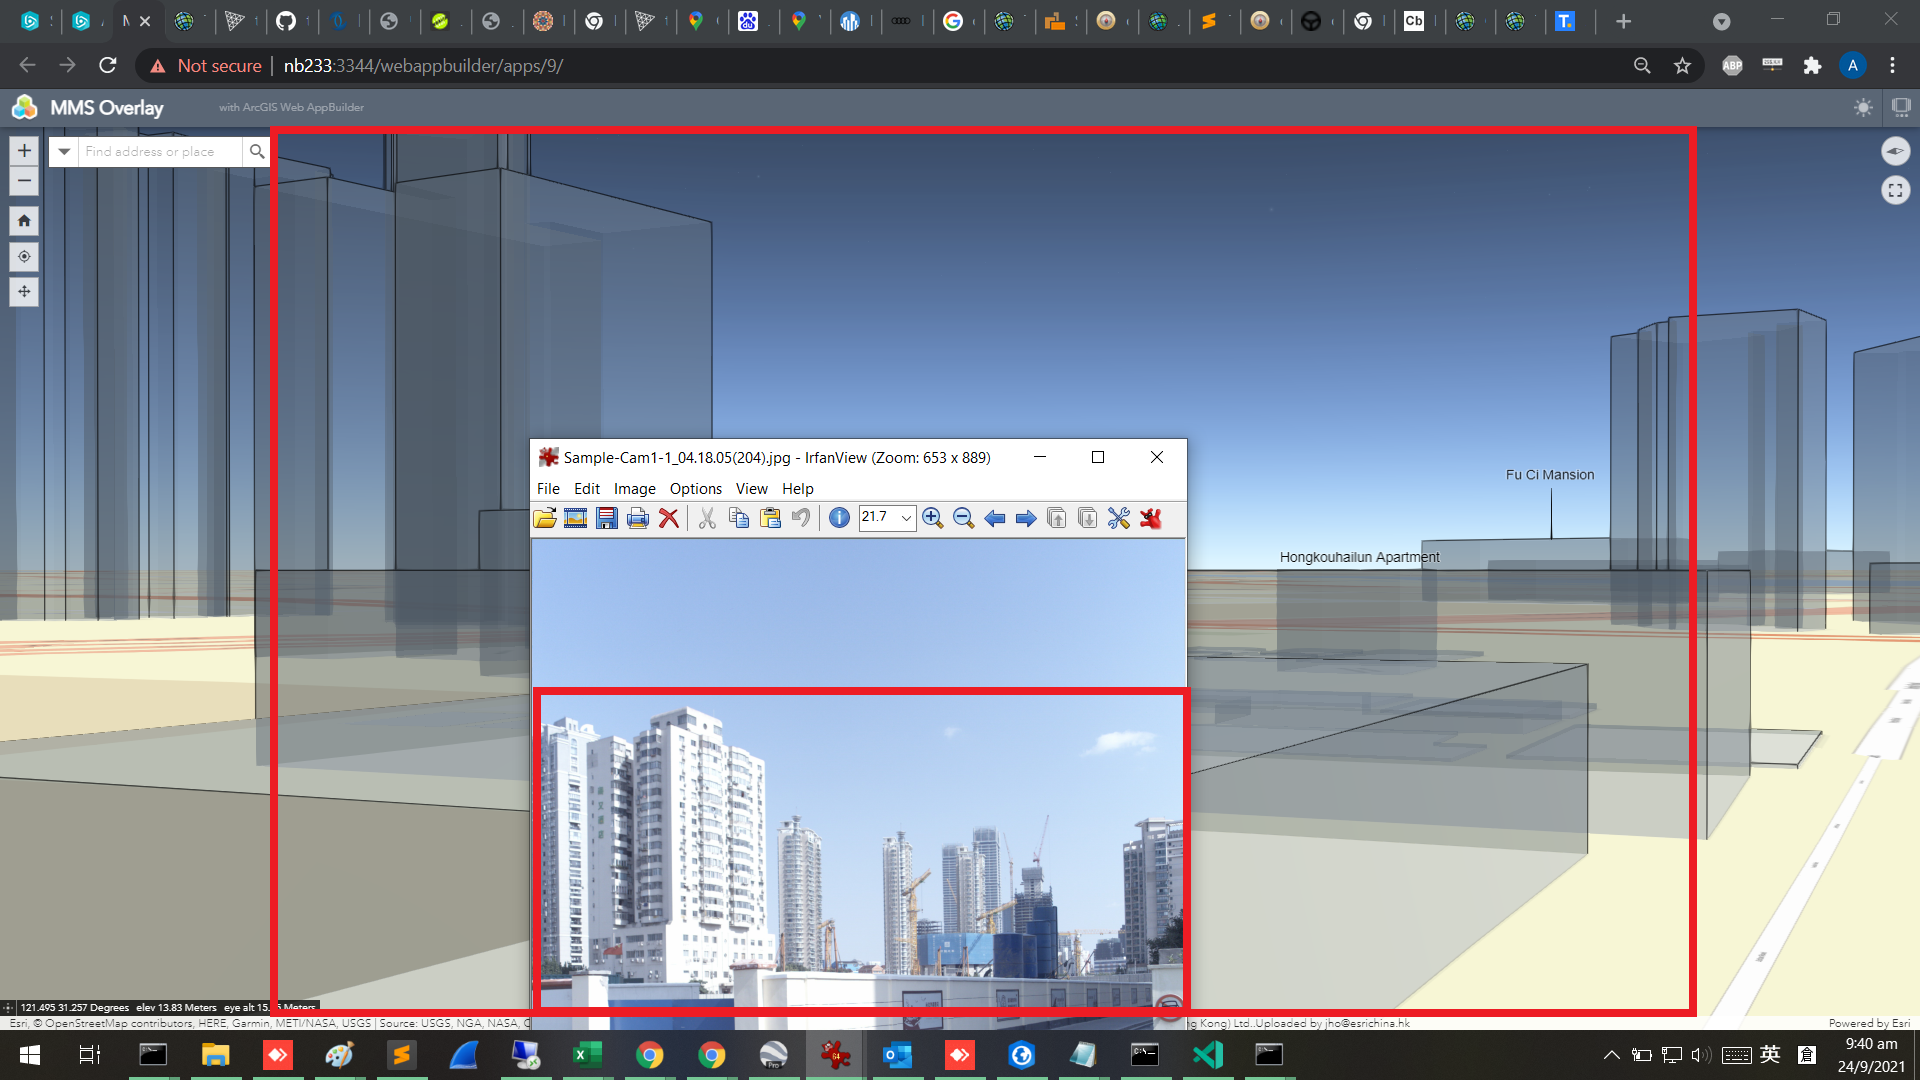 Not secure | nb233:3344/webappbuilder/apps/9/
ABP
A
Cb
T.
MMS Overlay
with ArcGIS Web AppBuilder
Find address or place
Fu Ci Mansion
Hongkouhailun Apartment
Sample-Cam1-1_04.18.05(204).jpg - IrfanView (Zoom: 653 x 889)
File Edit Image Options View Help
21.7
121.495 31.257 Degrees elev 13.83 Meters eye alt 15. Meters
Esri, © OpenStreetMap contributors, HERE, Garmin, METI/NASA, USGS | Source: USGS, NGA, NASA, C
ng Kong) Ltd..Uploaded by jho@esrichina.hk
Powered by Esri
英
9:40 am
24/9/2021